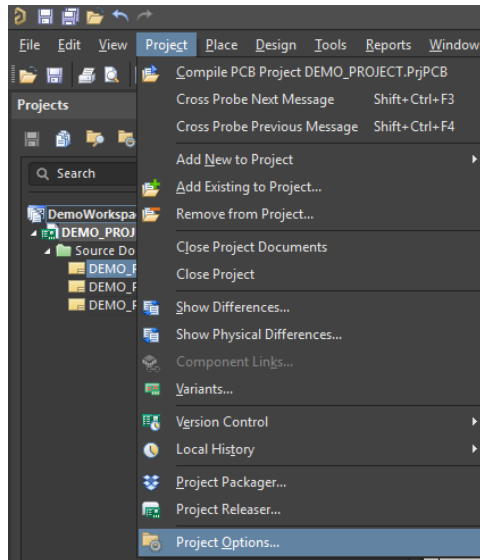 File Edit View Project Place Design Tools Reports Window
Projects
Search
DemoWorkspa
DEMO_PROJ
Source Do
DEMO_P
DEMO_P
DEMO_P
Compile PCB Project DEMO_PROJECT.PrjPCB
Cross Probe Next Message Shift+Ctrl+F3
Cross Probe Previous Message Shift+Ctrl+F4
Add New to Project
Add Existing to Project...
Remove from Project...
Close Project Documents
Close Project
Show Differences...
Show Physical Differences...
Component Links...
Variants...
Version Control
Local History
Project Packager...
Project Releaser...
Project Options...